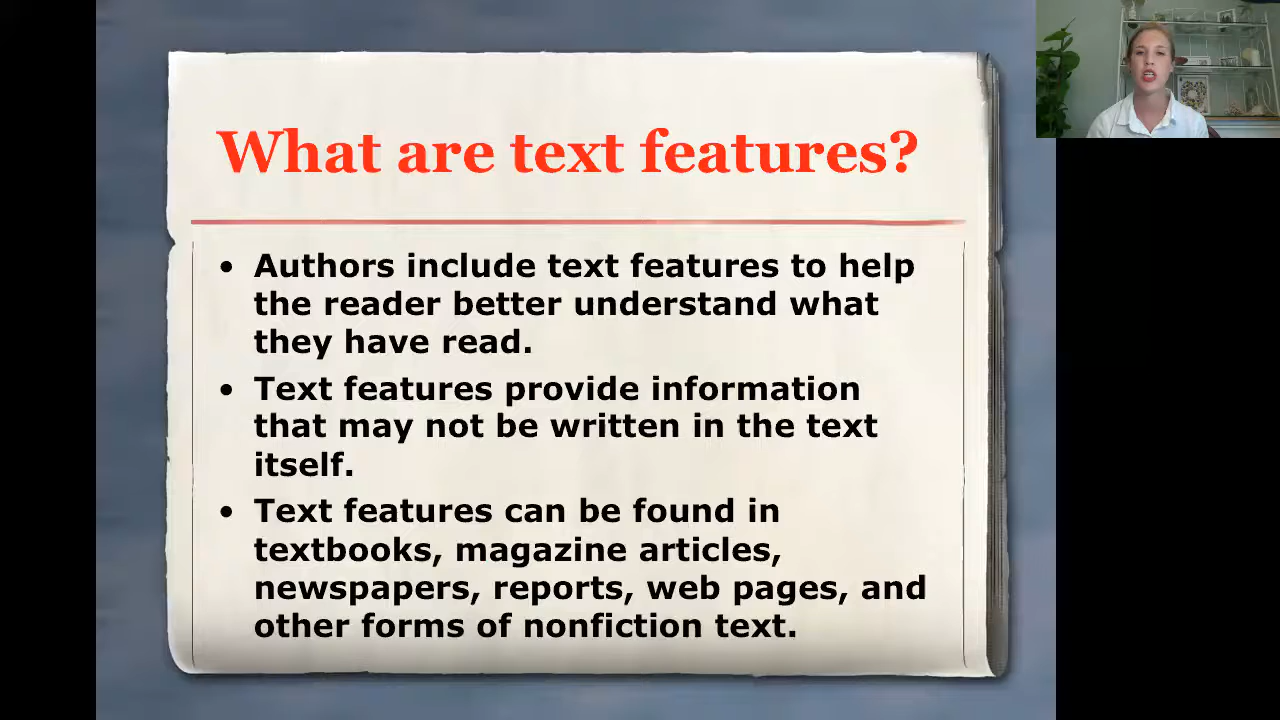 What are text features?
• Authors include text features to help
the reader better understand what
they have read.
• Text features provide information
that may not be written in the text
itself.
• Text features can be found in
textbooks, magazine articles,
newspapers, reports, web pages, and
other forms of nonfiction text.